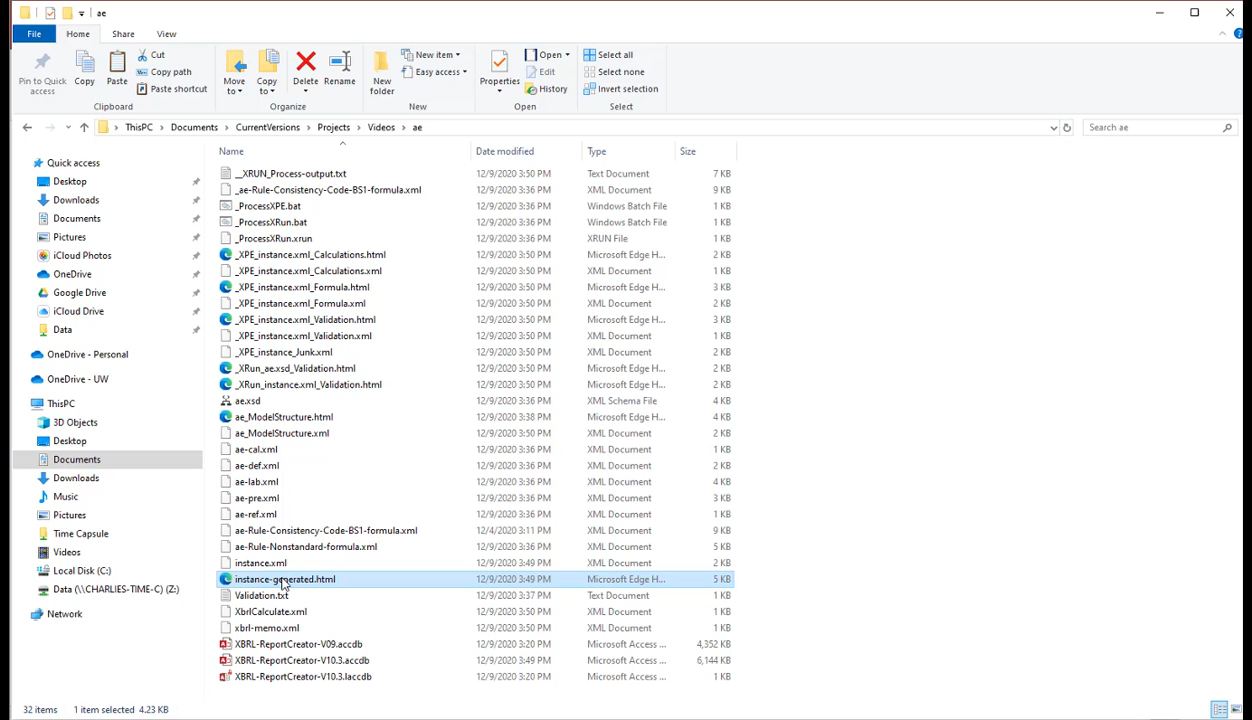 ae
File Home Share View
Pin to Quick access
Copy
Paste
Cut
Copy path
Paste shortcut
Clipboard
Move to
Copy to
Delete
Rename
Organize
New folder
New item
Easy access
New
Properties
Open
Edit
History
Open
Select all
Select none
Invert selection
Select
ThisPC Documents CurrentVersions Projects Videos ae
Search ae
Quick access
Desktop
Downloads
Documents
Pictures
iCloud Photos
OneDrive
Google Drive
iCloud Drive
Data
OneDrive - Personal
OneDrive - UW
ThisPC
3D Objects
Desktop
Documents
Downloads
Music
Pictures
Time Capsule
Videos
Local Disk (C:)
Data (\\CHARLIES-TIME-C) (Z:)
Network
Name Date modified Type Size
__XRUN_Process-output.txt 12/9/2020 3:50 PM Text Document 7 KB
_ae-Rule-Consistency-Code-BS1-formula.xml 12/9/2020 3:36 PM XML Document 9 KB
_ProcessXPE.bat 12/9/2020 3:36 PM Windows Batch File 1 KB
_ProcessXRun.bat 12/9/2020 3:36 PM Windows Batch File 1 KB
_ProcessXRun.xrun 12/9/2020 3:36 PM XRUN File 1 KB
_XPE_instance.xml_Calculations.html 12/9/2020 3:50 PM Microsoft Edge H... 2 KB
_XPE_instance.xml_Calculations.xml 12/9/2020 3:50 PM XML Document 1 KB
_XPE_instance.xml_Formula.html 12/9/2020 3:50 PM Microsoft Edge H... 3 KB
_XPE_instance.xml_Formula.xml 12/9/2020 3:50 PM XML Document 2 KB
_XPE_instance.xml_Validation.html 12/9/2020 3:50 PM Microsoft Edge H... 3 KB
_XPE_instance.xml_Validation.xml 12/9/2020 3:50 PM XML Document 1 KB
_XPE_instance_Junk.xml 12/9/2020 3:50 PM XML Document 2 KB
_XRun_ae.xsd_Validation.html 12/9/2020 3:50 PM Microsoft Edge H... 2 KB
_XRun_instance.xml_Validation.html 12/9/2020 3:50 PM Microsoft Edge H... 2 KB
ae.xsd 12/9/2020 3:36 PM XML Schema File 4 KB
ae_ModelStructure.html 12/9/2020 3:38 PM Microsoft Edge H... 4 KB
ae_ModelStructure.xml 12/9/2020 3:36 PM XML Document 2 KB
ae-cal.xml 12/9/2020 3:36 PM XML Document 1 KB
ae-def.xml 12/9/2020 3:36 PM XML Document 2 KB
ae-lab.xml 12/9/2020 3:36 PM XML Document 4 KB
ae-pre.xml 12/9/2020 3:36 PM XML Document 3 KB
ae-ref.xml 12/9/2020 3:36 PM XML Document 1 KB
ae-Rule-Consistency-Code-BS1-formula.xml 12/4/2020 3:11 PM XML Document 9 KB
ae-Rule-Nonstandard-formula.xml 12/9/2020 3:36 PM XML Document 5 KB
instance.xml 12/9/2020 3:49 PM XML Document 2 KB
instance-generated.html 12/9/2020 3:49 PM Microsoft Edge H... 5 KB
Validation.txt 12/9/2020 3:37 PM Text Document 1 KB
XbrlCalculate.xml 12/9/2020 3:50 PM XML Document 1 KB
xbrl-memo.xml 12/9/2020 3:50 PM XML Document 1 KB
XBRL-ReportCreator-V09.accdb 12/9/2020 3:20 PM Microsoft Access ... 4,352 KB
XBRL-ReportCreator-V10.3.accdb 12/9/2020 3:49 PM Microsoft Access ... 6,144 KB
XBRL-ReportCreator-V10.3.laccdb 12/9/2020 3:20 PM Microsoft Access ... 1 KB
32 items 1 item selected 4.23 KB